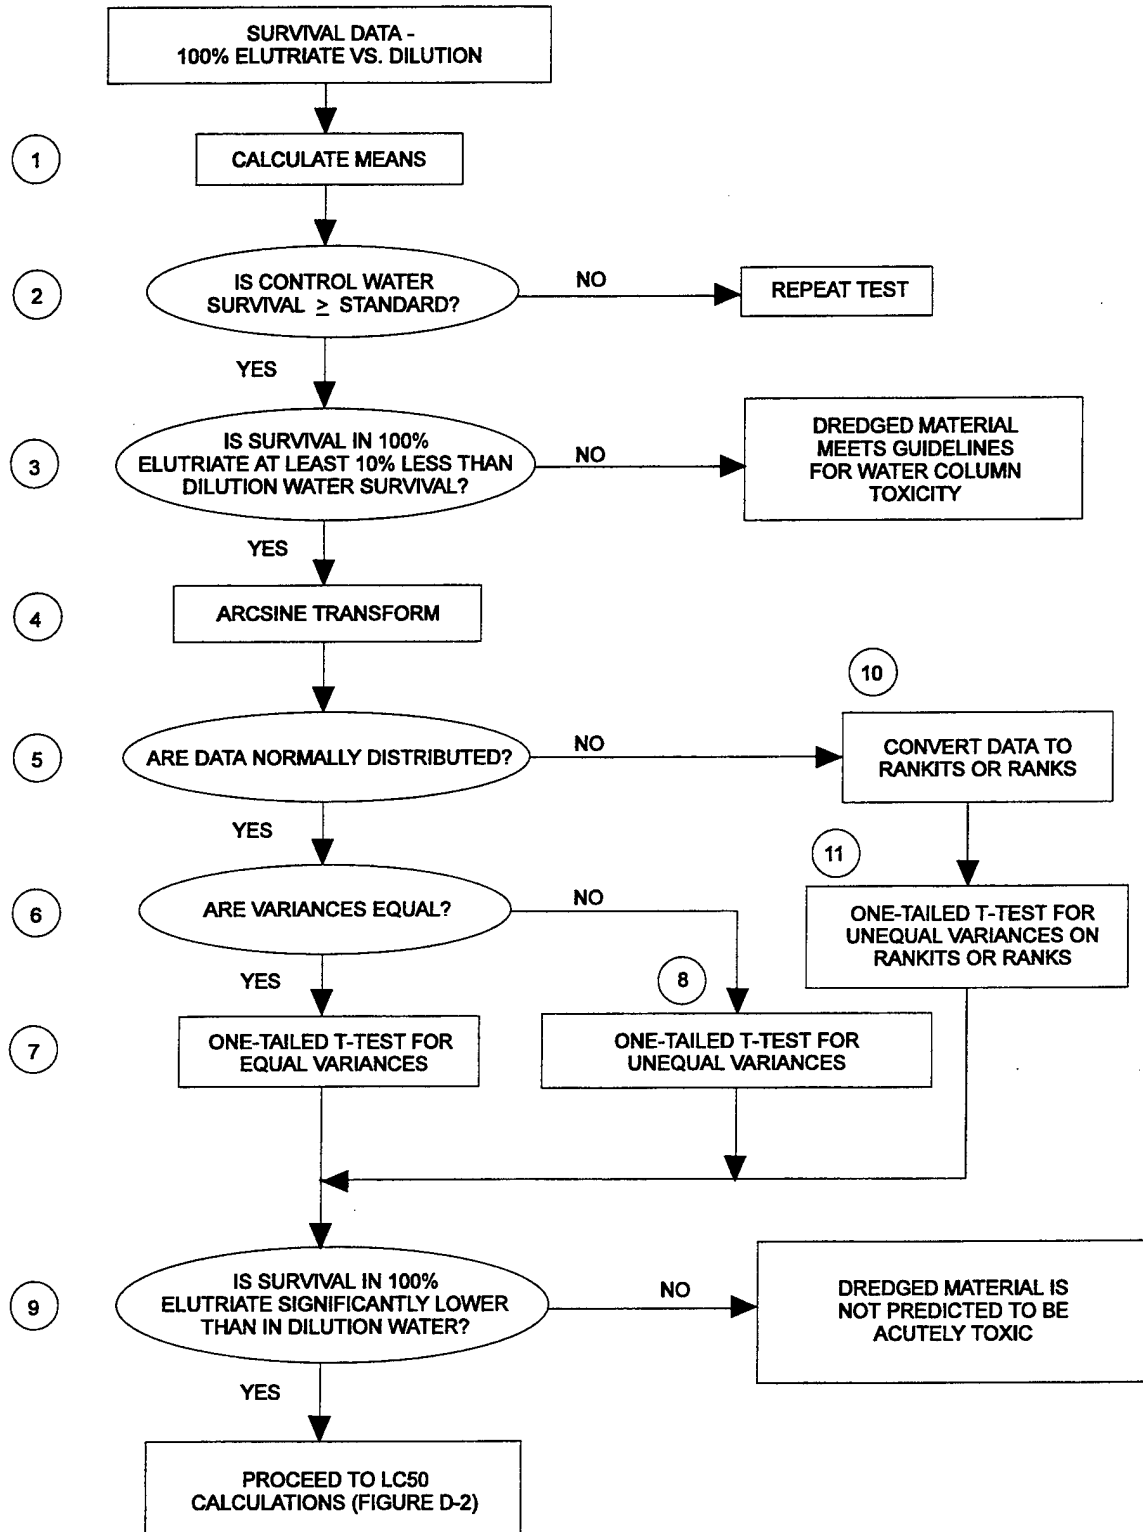 SURVIVAL DATA -
100% ELUTRIATE VS. DILUTION
1
CALCULATE MEANS
2
IS CONTROL WATER
SURVIVAL ≥ STANDARD?
NO
REPEAT TEST
YES
3
IS SURVIVAL IN 100%
ELUTRIATE AT LEAST 10% LESS THAN
DILUTION WATER SURVIVAL?
NO
DREDGED MATERIAL
MEETS GUIDELINES
FOR WATER COLUMN
TOXICITY
YES
4
ARCSINE TRANSFORM
5
ARE DATA NORMALLY DISTRIBUTED?
NO
10
CONVERT DATA TO
RANKITS OR RANKS
YES
6
ARE VARIANCES EQUAL?
NO
11
ONE-TAILED T-TEST FOR
UNEQUAL VARIANCES ON
RANKITS OR RANKS
YES
7
ONE-TAILED T-TEST FOR
EQUAL VARIANCES
8
ONE-TAILED T-TEST FOR
UNEQUAL VARIANCES
9
IS SURVIVAL IN 100%
ELUTRIATE SIGNIFICANTLY LOWER
THAN IN DILUTION WATER?
NO
DREDGED MATERIAL IS
NOT PREDICTED TO BE
ACUTELY TOXIC
YES
PROCEED TO LC50
CALCULATIONS (FIGURE D-2)